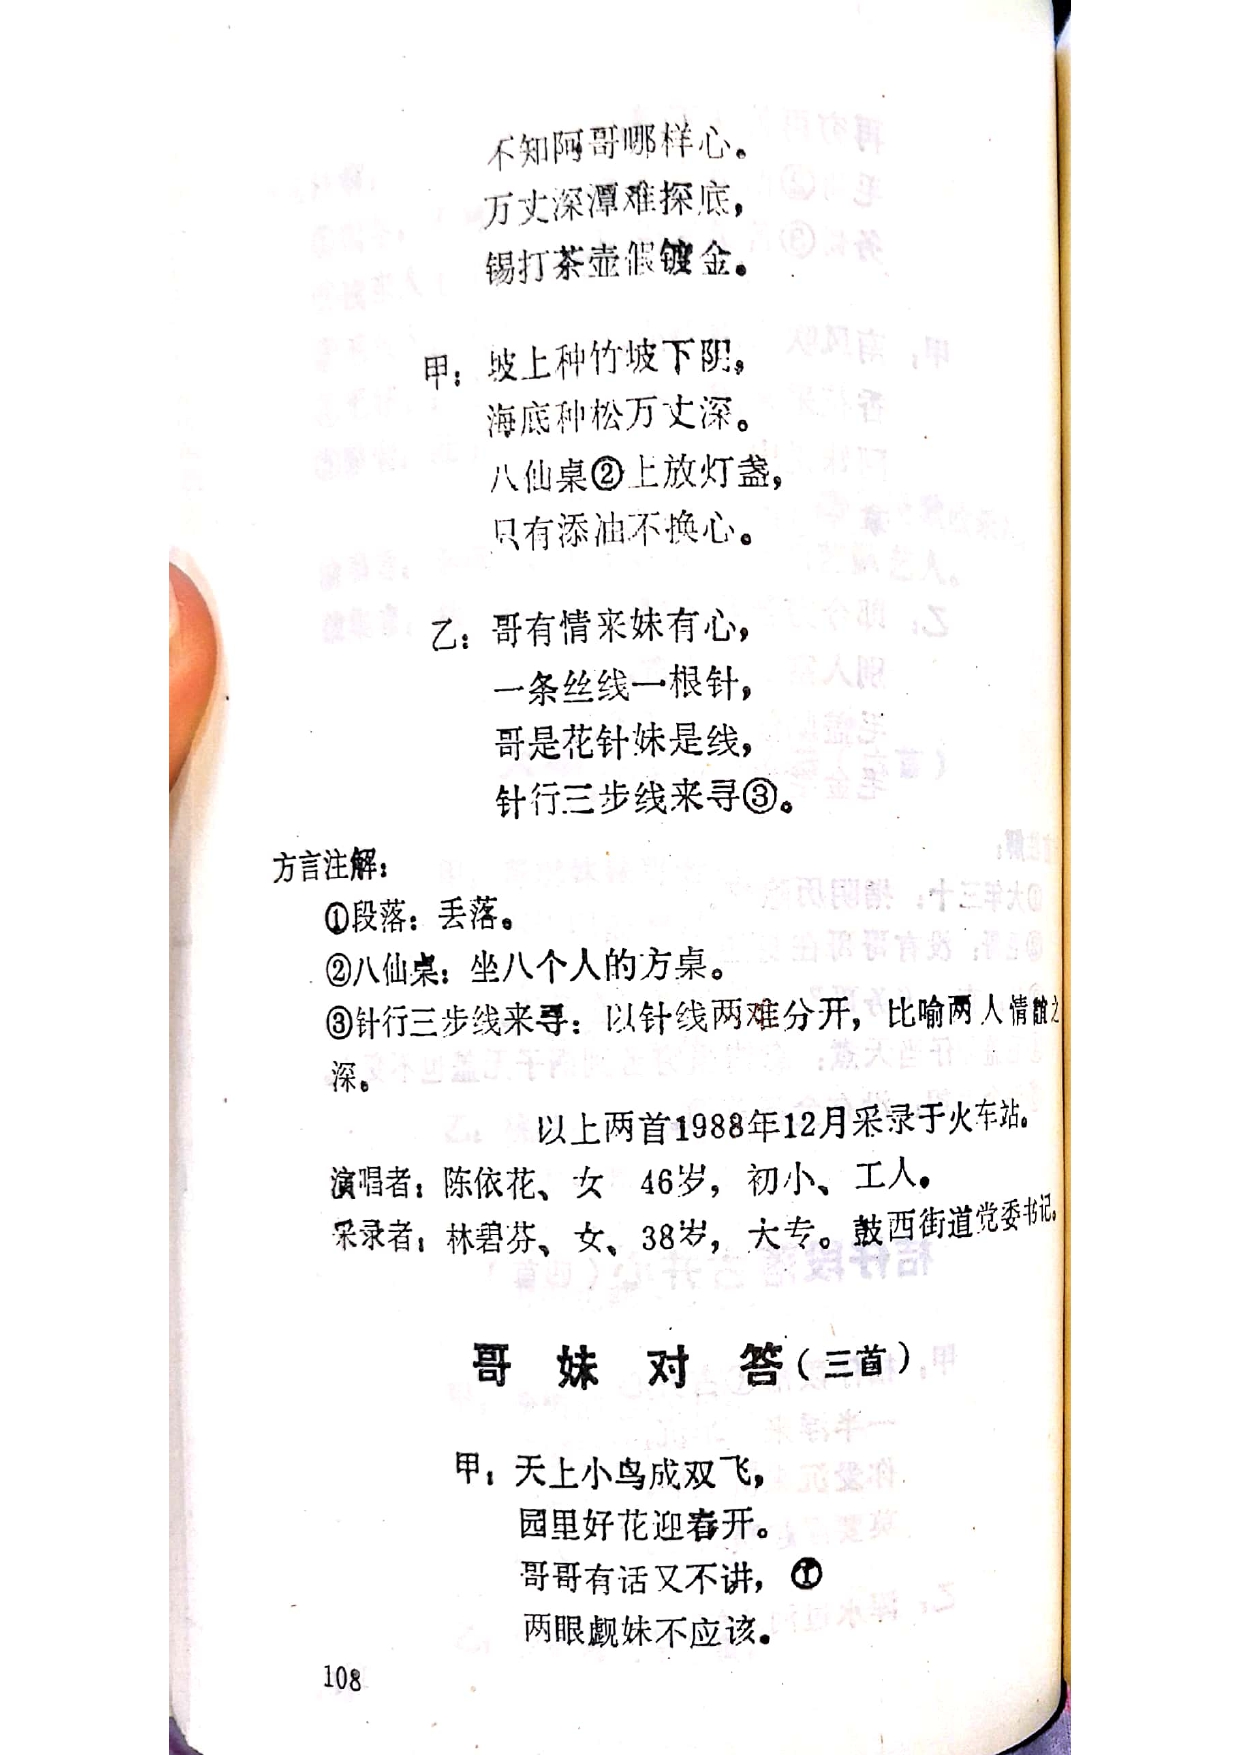 不知阿哥哪样心。
万丈深潭难探底，
锡打茶壶假镀金。
甲：坡上种竹坡下阴，
海底种松万丈深。
八仙桌②上放灯盏，
只有添油不换心。
乙：哥有情来妹有心，
一条丝线一根针，
哥是花针妹是线，
针行三步线来寻③。
方言注解：
①段落：丢落。
②八仙桌：坐八个人的方桌。
③针行三步线来寻：以针线两难分开，比喻两人情谊之
深。
以上两首1988年12月采录于火车站。
演唱者：陈依花、女 46岁，初小、工人。
采录者：林碧芬、女、38岁，大专。鼓西街道党委书记。
哥妹对答（三首）
甲：天上小鸟成双飞，
园里好花迎春开。
哥哥有话又不讲，①
两眼觑妹不应该。
108